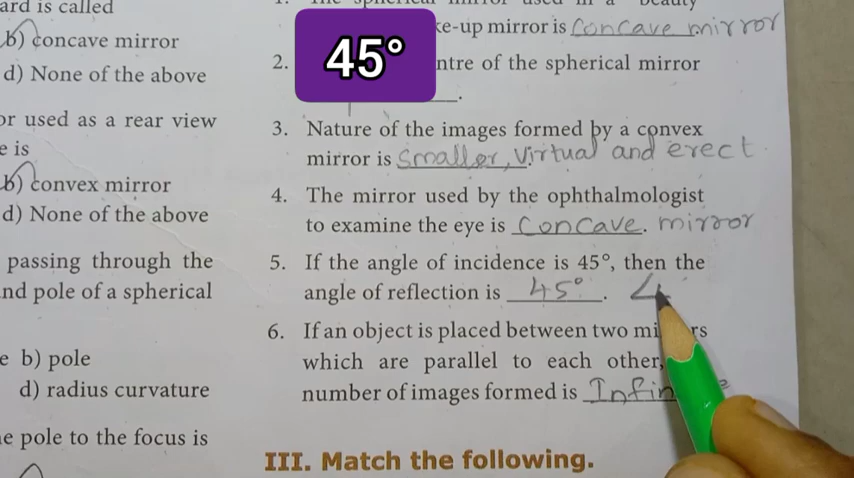 ard is called
b) concave mirror
d) None of the above
or used as a rear view
e is
b) convex mirror
d) None of the above
passing through the
nd pole of a spherical
e b) pole
d) radius curvature
e pole to the focus is
45°
ke-up mirror is Concave mirror
2. ntre of the spherical mirror
3. Nature of the images formed by a convex
mirror is Smaller, Virtual and erect.
4. The mirror used by the ophthalmologist
to examine the eye is Concave. mirror
5. If the angle of incidence is 45°, then the
angle of reflection is 45°.
6. If an object is placed between two mi rs
which are parallel to each other,
number of images formed is Infin e
III. Match the following.